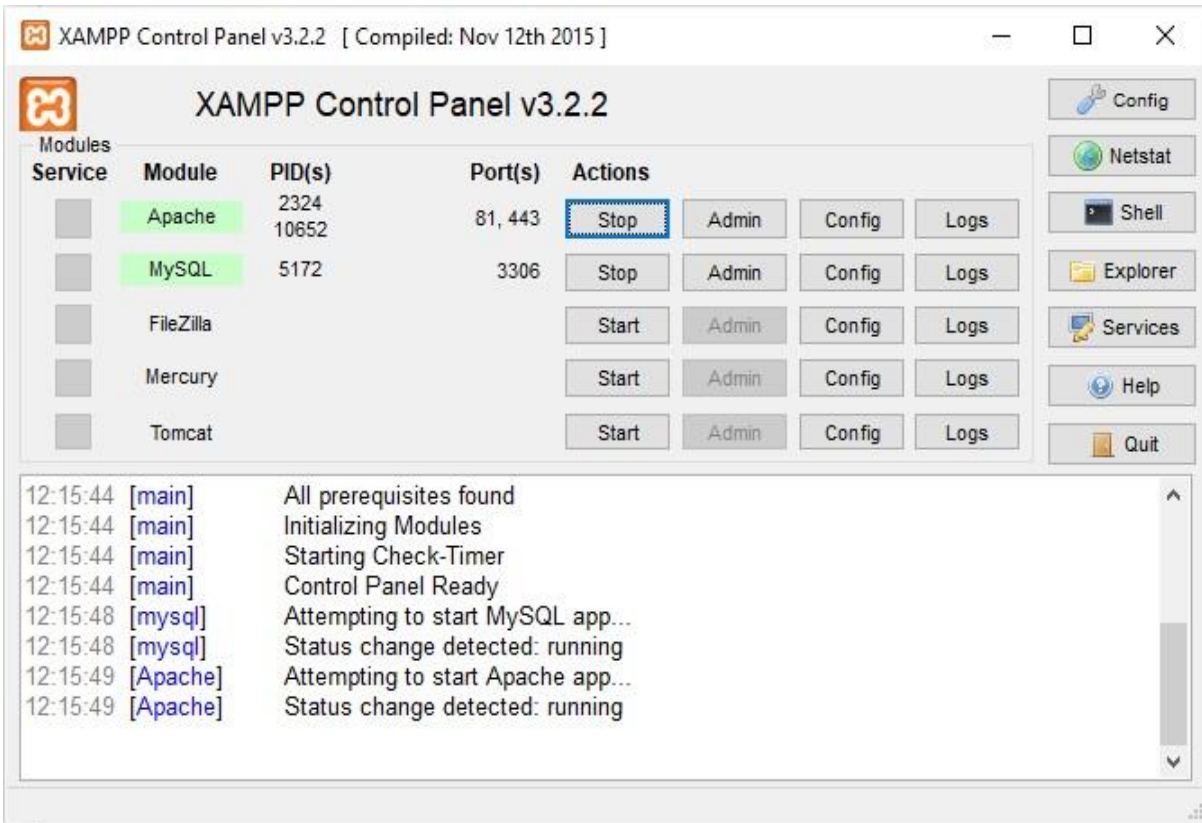 XAMPP Control Panel v3.2.2 [ Compiled: Nov 12th 2015 ]
XAMPP Control Panel v3.2.2
Config
Netstat
Shell
Explorer
Services
Help
Quit
Modules
Service Module PID(s) Port(s) Actions
Apache 2324 10652 81, 443 Stop Admin Config Logs
MySQL 5172 3306 Stop Admin Config Logs
FileZilla Start Admin Config Logs
Mercury Start Admin Config Logs
Tomcat Start Admin Config Logs
12:15:44 [main] All prerequisites found
12:15:44 [main] Initializing Modules
12:15:44 [main] Starting Check-Timer
12:15:44 [main] Control Panel Ready
12:15:48 [mysql] Attempting to start MySQL app...
12:15:48 [mysql] Status change detected: running
12:15:49 [Apache] Attempting to start Apache app...
12:15:49 [Apache] Status change detected: running